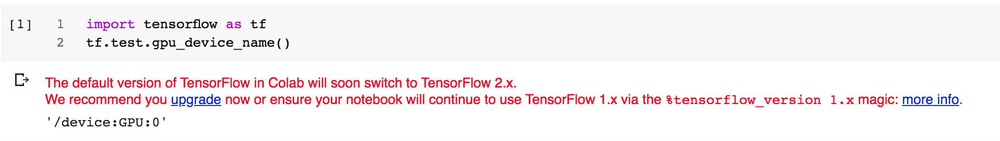 [1] 1 import tensorflow as tf
2 tf.test.gpu_device_name()
The default version of TensorFlow in Colab will soon switch to TensorFlow 2.x.
We recommend you upgrade now or ensure your notebook will continue to use TensorFlow 1.x via the %tensorflow_version 1.x magic: more info.
'/device:GPU:0'